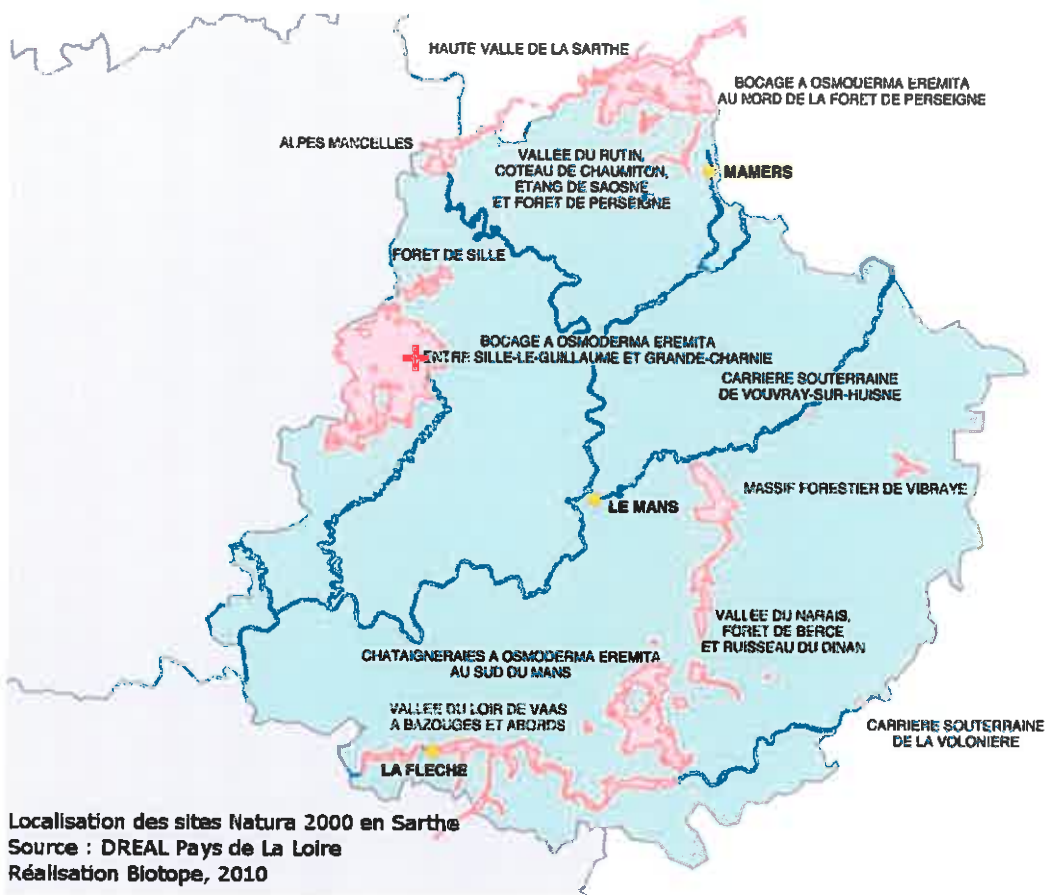 HAUTE VALLE DE LA SARTHE
BOCAGE A OSMODERMA EREMITA
AU NORD DE LA FORET DE PERSEIGNE
ALPES MANCELLES
VALLÉE DU RUTIN,
COTEAU DE CHAUMITON,
ETANG DE SAOSNE
ET FORET DE PERSEIGNE
MAMERS
FORET DE SILLE
BOCAGE A OSMODERMA EREMITA
ENTRE SILLE-LE-GUILLAUME ET GRANDE-CHARNIE
CARRIERE SOUTERRAINE
DE VOUVRAY-SUR-HUISNE
MASSIF FORESTIER DE VIBRAYE
LE MANS
VALLEE DU NARAIS,
FORET DE BERCE
ET RUISSEAU DU DINAN
CHATAIGNERAIES A OSMODERMA EREMITA
AU SUD DU MANS
VALLEE DU LOIR DE VAAS
A BAZOUGES ET ABORDS
CARRIERE SOUTERRAINE
DE LA VOLONIERE
LA FLECHE
Localisation des sites Natura 2000 en Sarthe
Source : DREAL Pays de La Loire
Réalisation Biotope, 2010